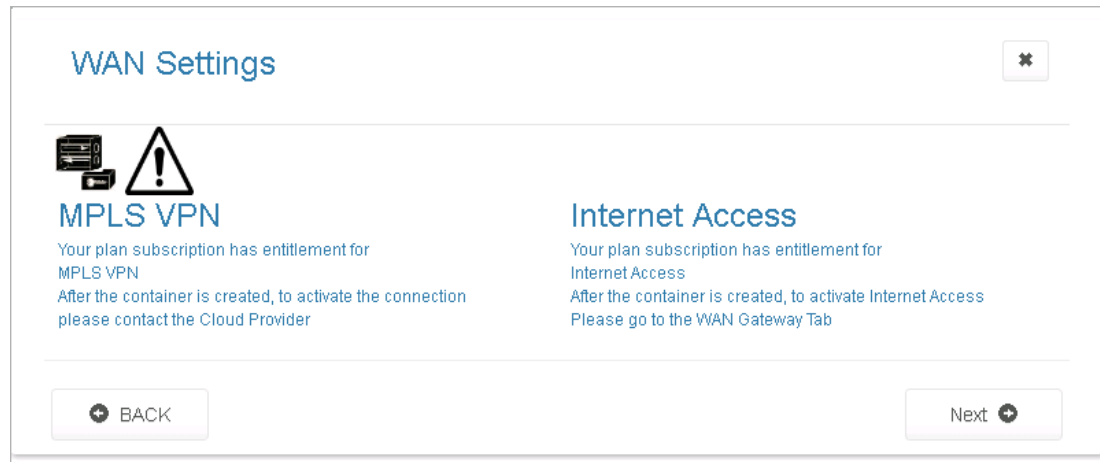 WAN Settings
MPLS VPN
Your plan subscription has entitlement for
MPLS VPN
After the container is created, to activate the connection
please contact the Cloud Provider
Internet Access
Your plan subscription has entitlement for
Internet Access
After the container is created, to activate Internet Access
Please go to the WAN Gateway Tab
BACK
Next